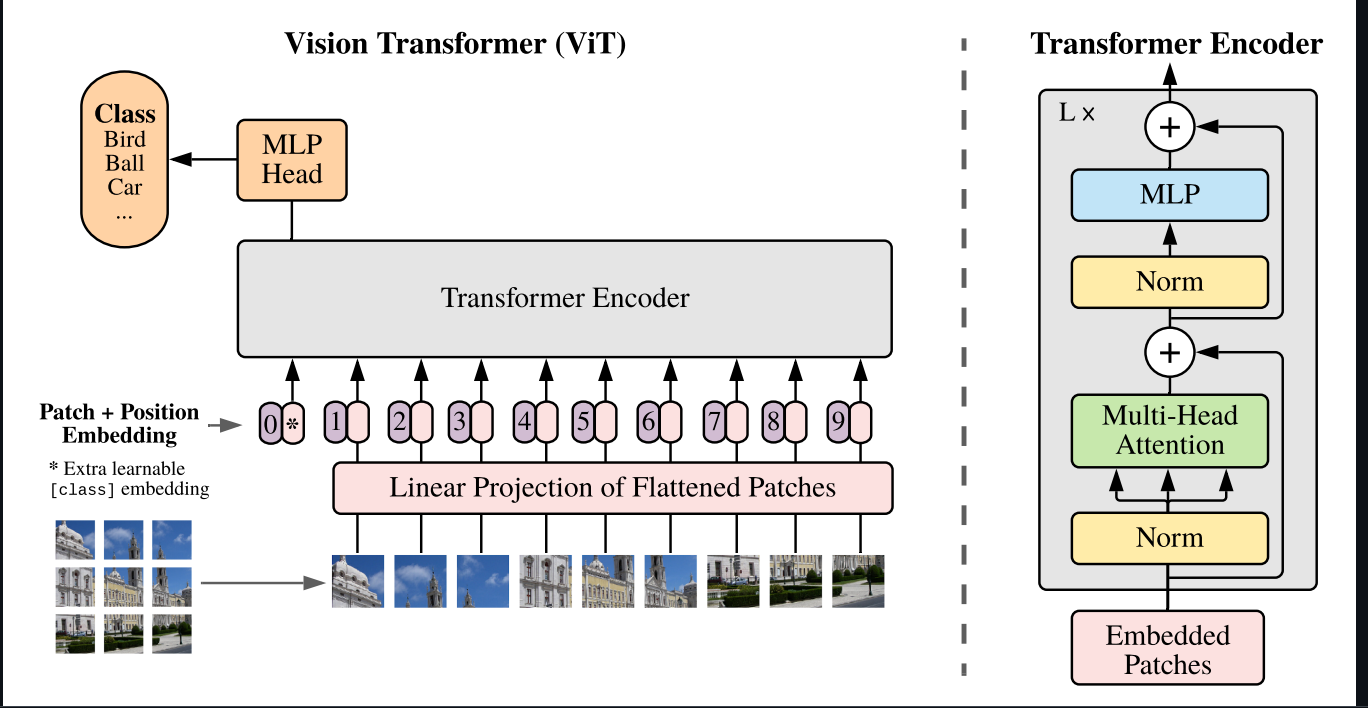 Vision Transformer (ViT)
Class
Bird
Ball
Car
...
MLP
Head
Transformer Encoder
Patch + Position
Embedding
0 * 1 2 3 4 5 6 7 8 9
* Extra learnable
[class] embedding
Linear Projection of Flattened Patches
Transformer Encoder
L ×
+
MLP
Norm
+
Multi-Head
Attention
Norm
Embedded
Patches